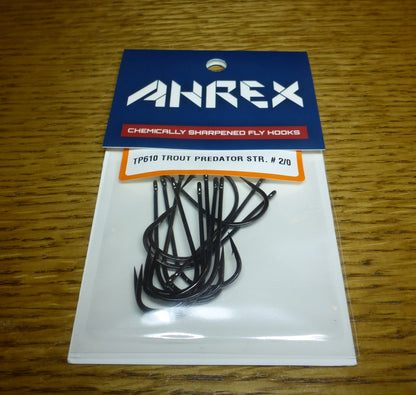 AHREX
CHEMICALLY SHARPENED FLY HOOKS
TP610 TROUT PREDATOR STR. # 2/0